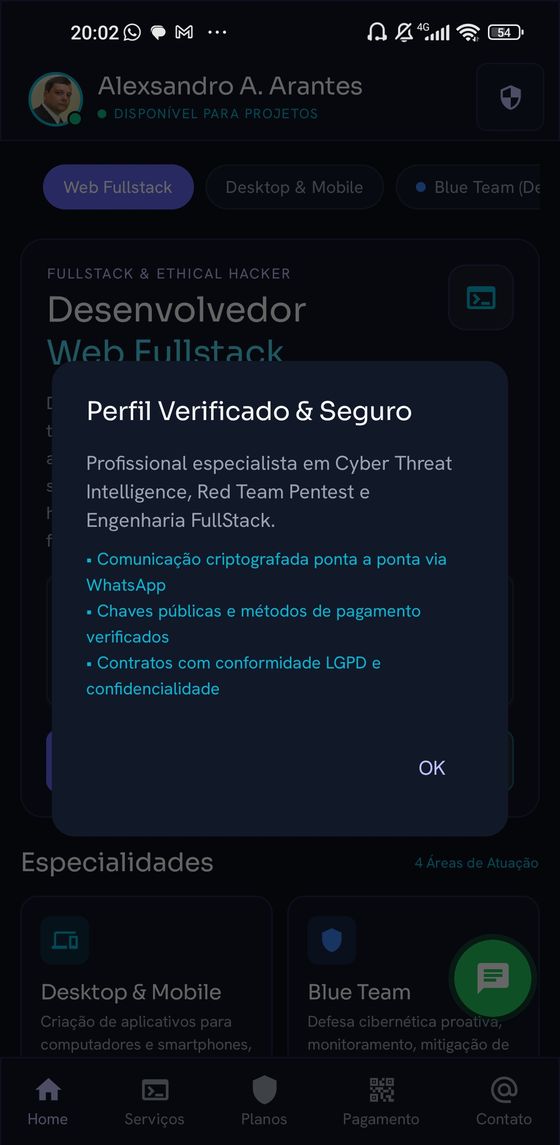 20:02
4G
54
Alexsandro A. Arantes
DISPONÍVEL PARA PROJETOS
Web Fullstack
Desktop & Mobile
Blue Team (De
FULLSTACK & ETHICAL HACKER
Desenvolvedor
Web Fullstack
Perfil Verificado & Seguro
Profissional especialista em Cyber Threat
Intelligence, Red Team Pentest e
Engenharia FullStack.
▪ Comunicação criptografada ponta a ponta via
WhatsApp
▪ Chaves públicas e métodos de pagamento
verificados
▪ Contratos com conformidade LGPD e
confidencialidade
OK
Especialidades
4 Áreas de Atuação
Desktop & Mobile
Criação de aplicativos para
computadores e smartphones,
Blue Team
Defesa cibernética proativa,
monitoramento, mitigação de
Home
Serviços
Planos
Pagamento
Contato